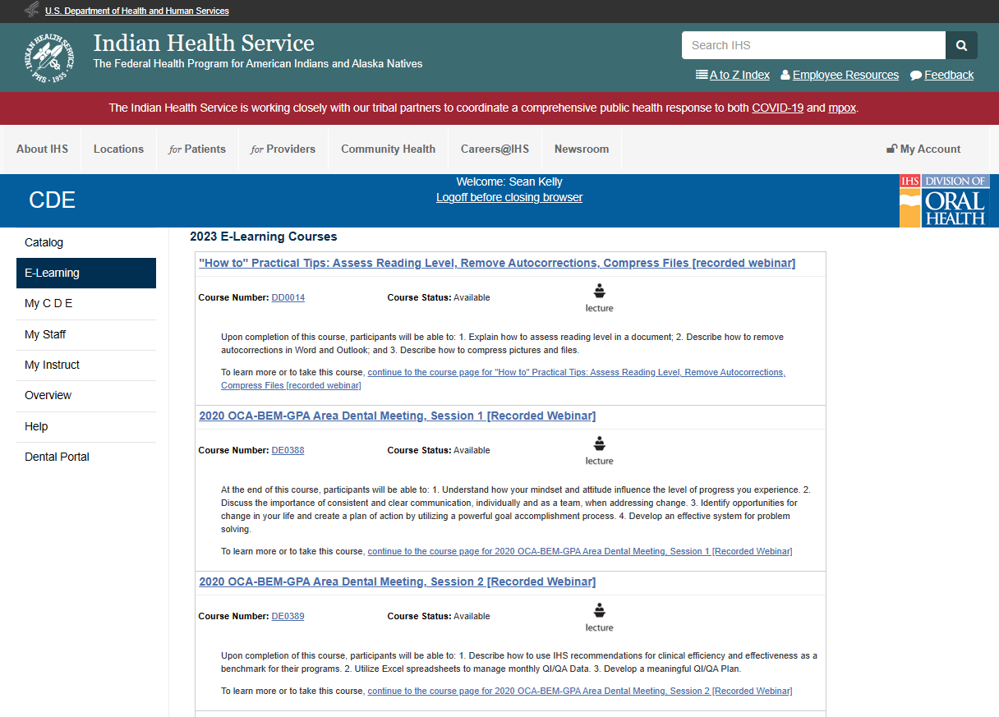 U.S. Department of Health and Human Services
INDIAN HEALTH SERVICE
PHS · 1955
Indian Health Service
The Federal Health Program for American Indians and Alaska Natives
Search IHS
A to Z Index Employee Resources Feedback
The Indian Health Service is working closely with our tribal partners to coordinate a comprehensive public health response to both COVID-19 and mpox.
About IHS Locations for Patients for Providers Community Health Careers@IHS Newsroom My Account
CDE
Welcome: Sean Kelly
Logoff before closing browser
IHS DIVISION OF
ORAL
HEALTH
Catalog
E-Learning
My C D E
My Staff
My Instruct
Overview
Help
Dental Portal
2023 E-Learning Courses
"How to" Practical Tips: Assess Reading Level, Remove Autocorrections, Compress Files [recorded webinar]
Course Number: DD0014 Course Status: Available lecture
Upon completion of this course, participants will be able to: 1. Explain how to assess reading level in a document; 2. Describe how to remove
autocorrections in Word and Outlook; and 3. Describe how to compress pictures and files.
To learn more or to take this course, continue to the course page for "How to" Practical Tips: Assess Reading Level, Remove Autocorrections,
Compress Files [recorded webinar]
2020 OCA-BEM-GPA Area Dental Meeting, Session 1 [Recorded Webinar]
Course Number: DE0388 Course Status: Available lecture
At the end of this course, participants will be able to: 1. Understand how your mindset and attitude influence the level of progress you experience. 2.
Discuss the importance of consistent and clear communication, individually and as a team, when addressing change. 3. Identify opportunities for
change in your life and create a plan of action by utilizing a powerful goal accomplishment process. 4. Develop an effective system for problem
solving.
To learn more or to take this course, continue to the course page for 2020 OCA-BEM-GPA Area Dental Meeting, Session 1 [Recorded Webinar]
2020 OCA-BEM-GPA Area Dental Meeting, Session 2 [Recorded Webinar]
Course Number: DE0389 Course Status: Available lecture
Upon completion of this course, participants will be able to: 1. Describe how to use IHS recommendations for clinical efficiency and effectiveness as a
benchmark for their programs. 2. Utilize Excel spreadsheets to manage monthly QI/QA Data. 3. Develop a meaningful QI/QA Plan.
To learn more or to take this course, continue to the course page for 2020 OCA-BEM-GPA Area Dental Meeting, Session 2 [Recorded Webinar]